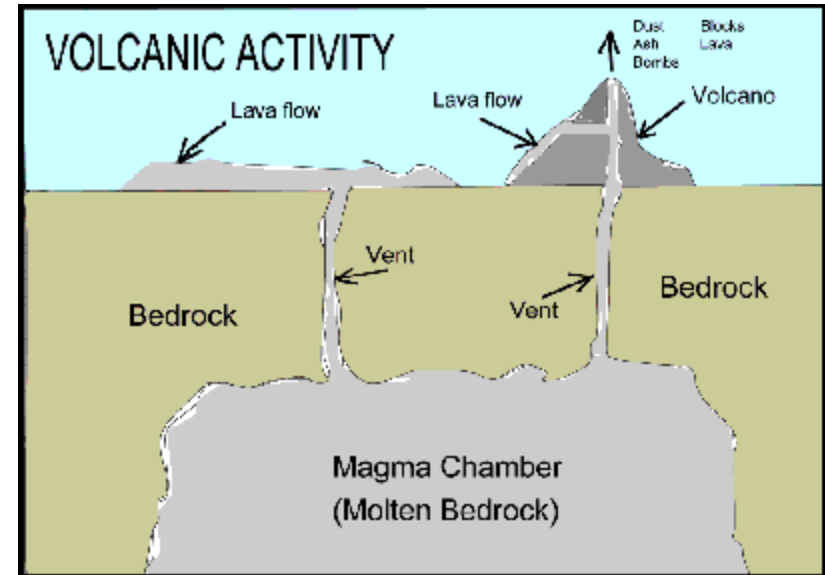 VOLCANIC ACTIVITY
Dust Blocks
Ash Lava
Bombs
Lava flow
Lava flow
Volcano
Vent
Vent
Bedrock
Bedrock
Magma Chamber
(Molten Bedrock)